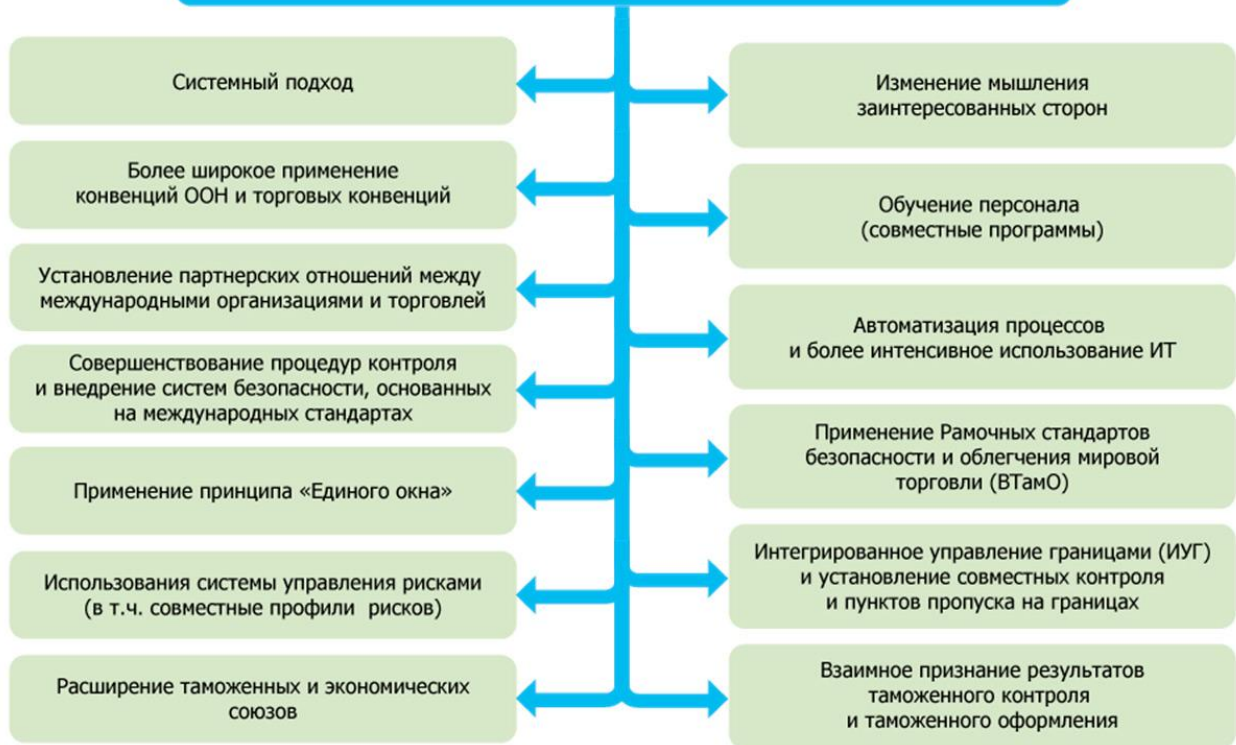 Системный подход
Более широкое применение
конвенций ООН и торговых конвенций
Установление партнерских отношений между
международными организациями и торговлей
Совершенствование процедур контроля
и внедрение систем безопасности, основанных
на международных стандартах
Применение принципа «Единого окна»
Использования системы управления рисками
(в т.ч. совместные профили рисков)
Расширение таможенных и экономических
союзов
Изменение мышления
заинтересованных сторон
Обучение персонала
(совместные программы)
Автоматизация процессов
и более интенсивное использование ИТ
Применение Рамочных стандартов
безопасности и облегчения мировой
торговли (ВТамО)
Интегрированное управление границами (ИУГ)
и установление совместных контроля
и пунктов пропуска на границах
Взаимное признание результатов
таможенного контроля
и таможенного оформления